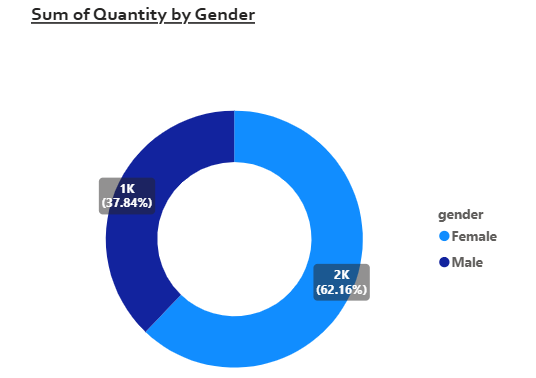 Sum of Quantity by Gender
1K
(37.84%)
gender
Female
Male
2K
(62.16%)